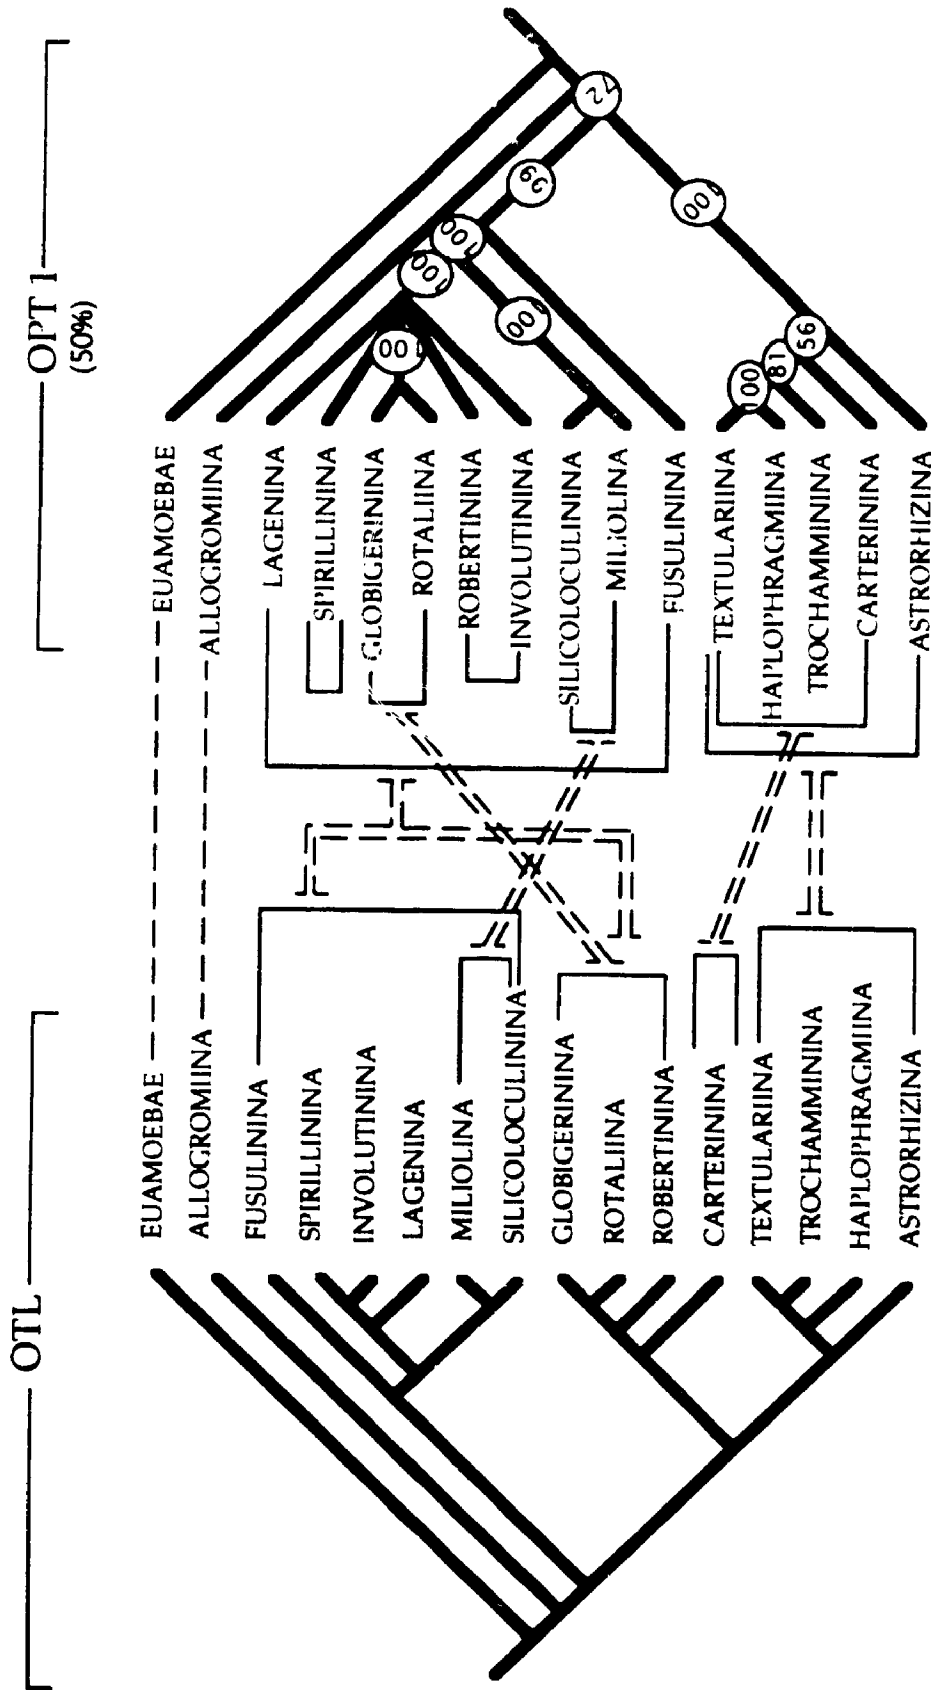 OTL
EUAMOEBAE
ALLOGROMIINA
FUSULININA
SPIRILLININA
INVOLUTININA
LAGENINA
MILIOLINA
SILICOLOCULININA
GLOBIGERININA
ROTALIINA
ROBERTININA
CARTERININA
TEXTULARIINA
TROCHAMMININA
HAPLOPHRAGMIINA
ASTRORHIZINA
OPT 1
(50%)
EUAMOEBAE
ALLOGROMIINA
LAGENINA
SPIRILLININA
GLOBIGERININA
ROTALIINA
ROBERTININA
INVOLUTININA
SILICOLOCULININA
MILIOLINA
FUSULININA
TEXTULARIINA
HAPLOPHRAGMIINA
TROCHAMMININA
CARTERININA
ASTRORHIZINA
100
100
100
100
99
72
100
100
81
56